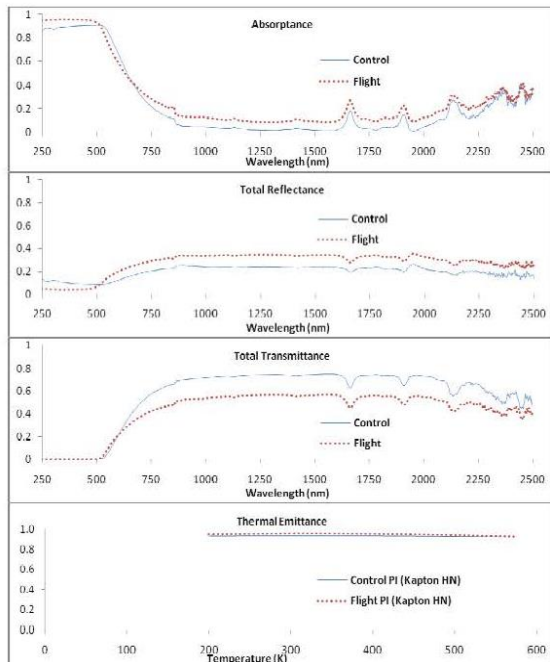 Absorptance
1
0.8
0.6
0.4
0.2
0
Control
Flight
250 500 750 1000 1250 1500 1750 2000 2250 2500
Wavelength (nm)
Total Reflectance
1
0.8
0.6
0.4
0.2
0
Control
Flight
250 500 750 1000 1250 1500 1750 2000 2250 2500
Wavelength (nm)
Total Transmittance
1
0.8
0.6
0.4
0.2
0
Control
Flight
250 500 750 1000 1250 1500 1750 2000 2250 2500
Wavelength (nm)
Thermal Emittance
1.0
0.8
0.6
0.4
0.2
0.0
Control PI (Kapton HN)
Flight PI (Kapton HN)
0 100 200 300 400 500 600
Temperature (K)